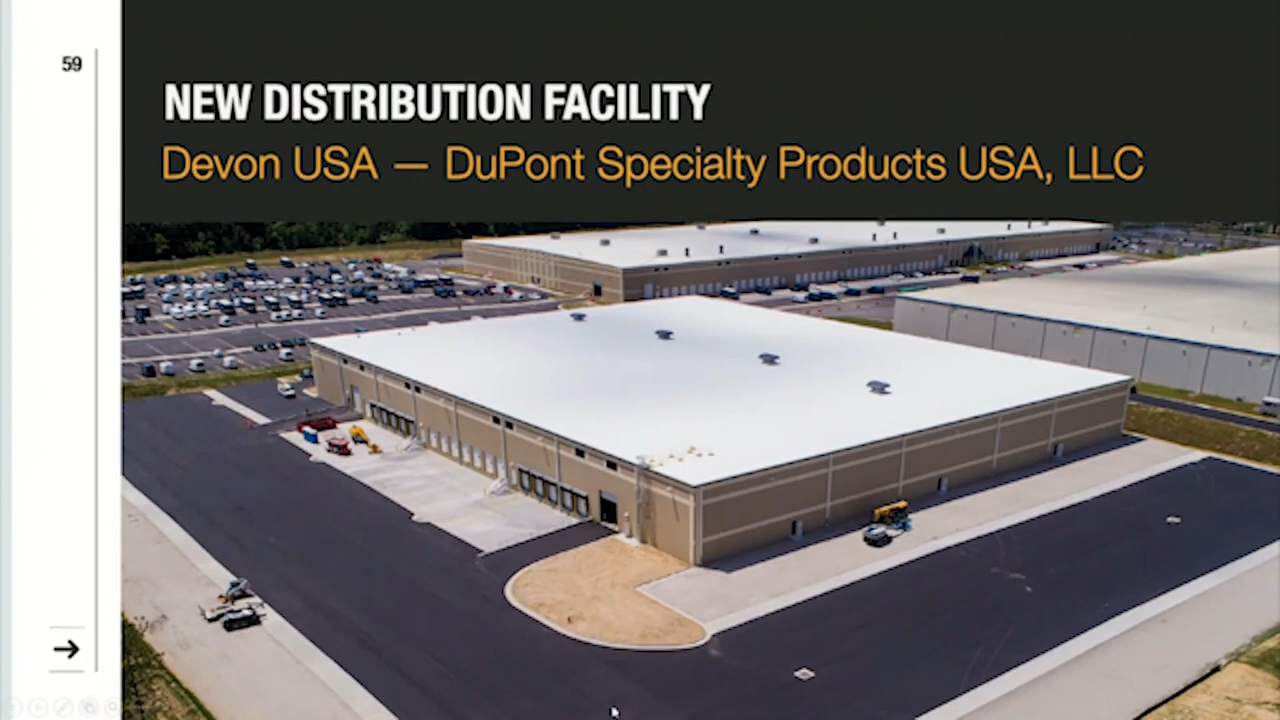 59
NEW DISTRIBUTION FACILITY
Devon USA — DuPont Specialty Products USA, LLC